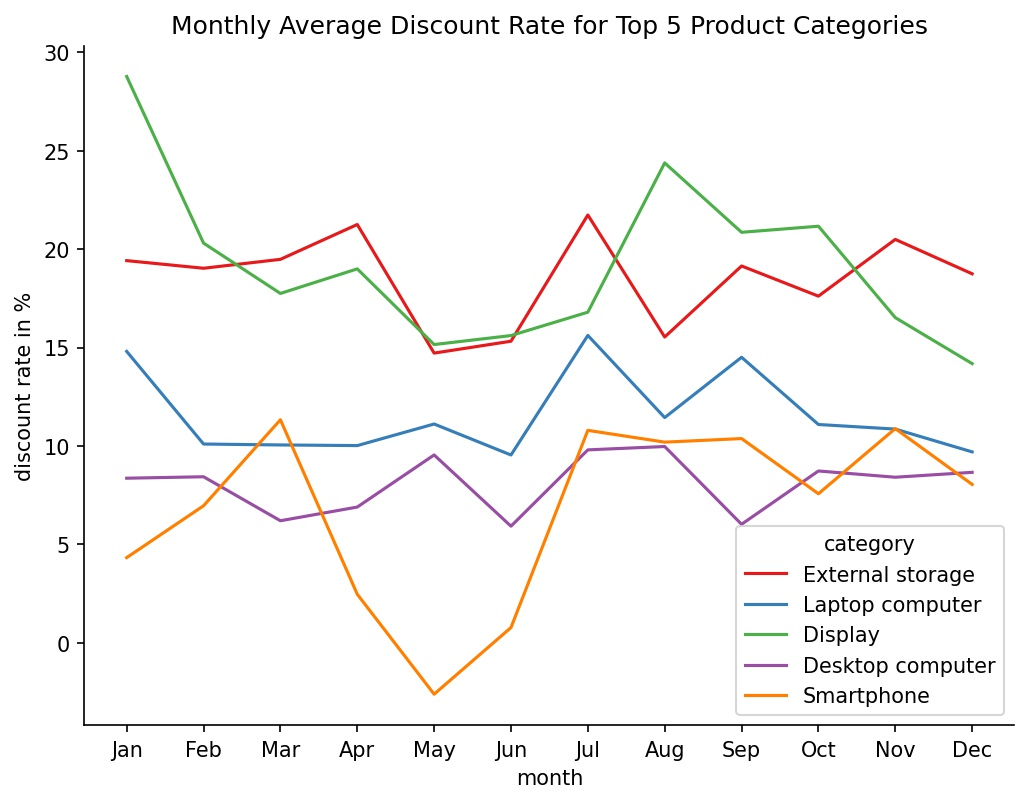 Monthly Average Discount Rate for Top 5 Product Categories
30
25
20
15
10
5
0
discount rate in %
Jan Feb Mar Apr May Jun Jul Aug Sep Oct Nov Dec
month
category
External storage
Laptop computer
Display
Desktop computer
Smartphone